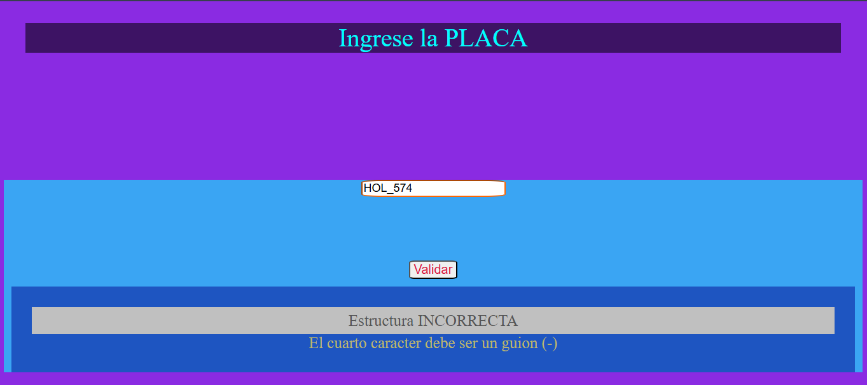 Ingrese la PLACA
HOL_574
Validar
Estructura INCORRECTA
El cuarto caracter debe ser un guion (-)